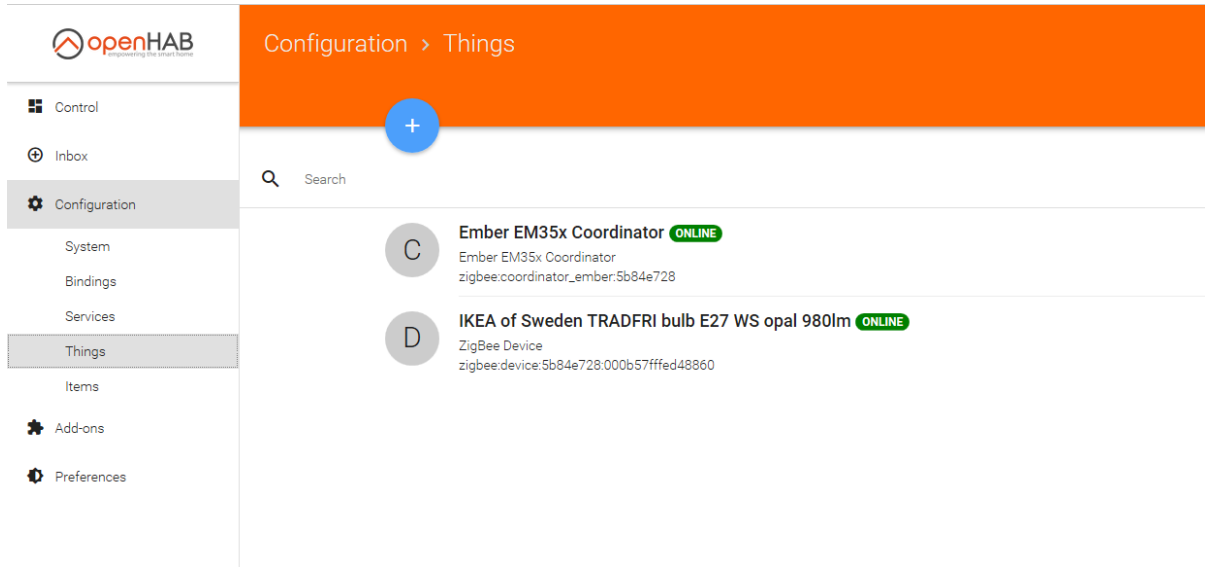 openHAB
empowering the smart home
Configuration > Things
Control
Inbox
Configuration
System
Bindings
Services
Things
Items
Add-ons
Preferences
+
Search
C
Ember EM35x Coordinator ONLINE
Ember EM35x Coordinator
zigbee:coordinator_ember:5b84e728
D
IKEA of Sweden TRADFRI bulb E27 WS opal 980lm ONLINE
ZigBee Device
zigbee:device:5b84e728:000b57fffed48860